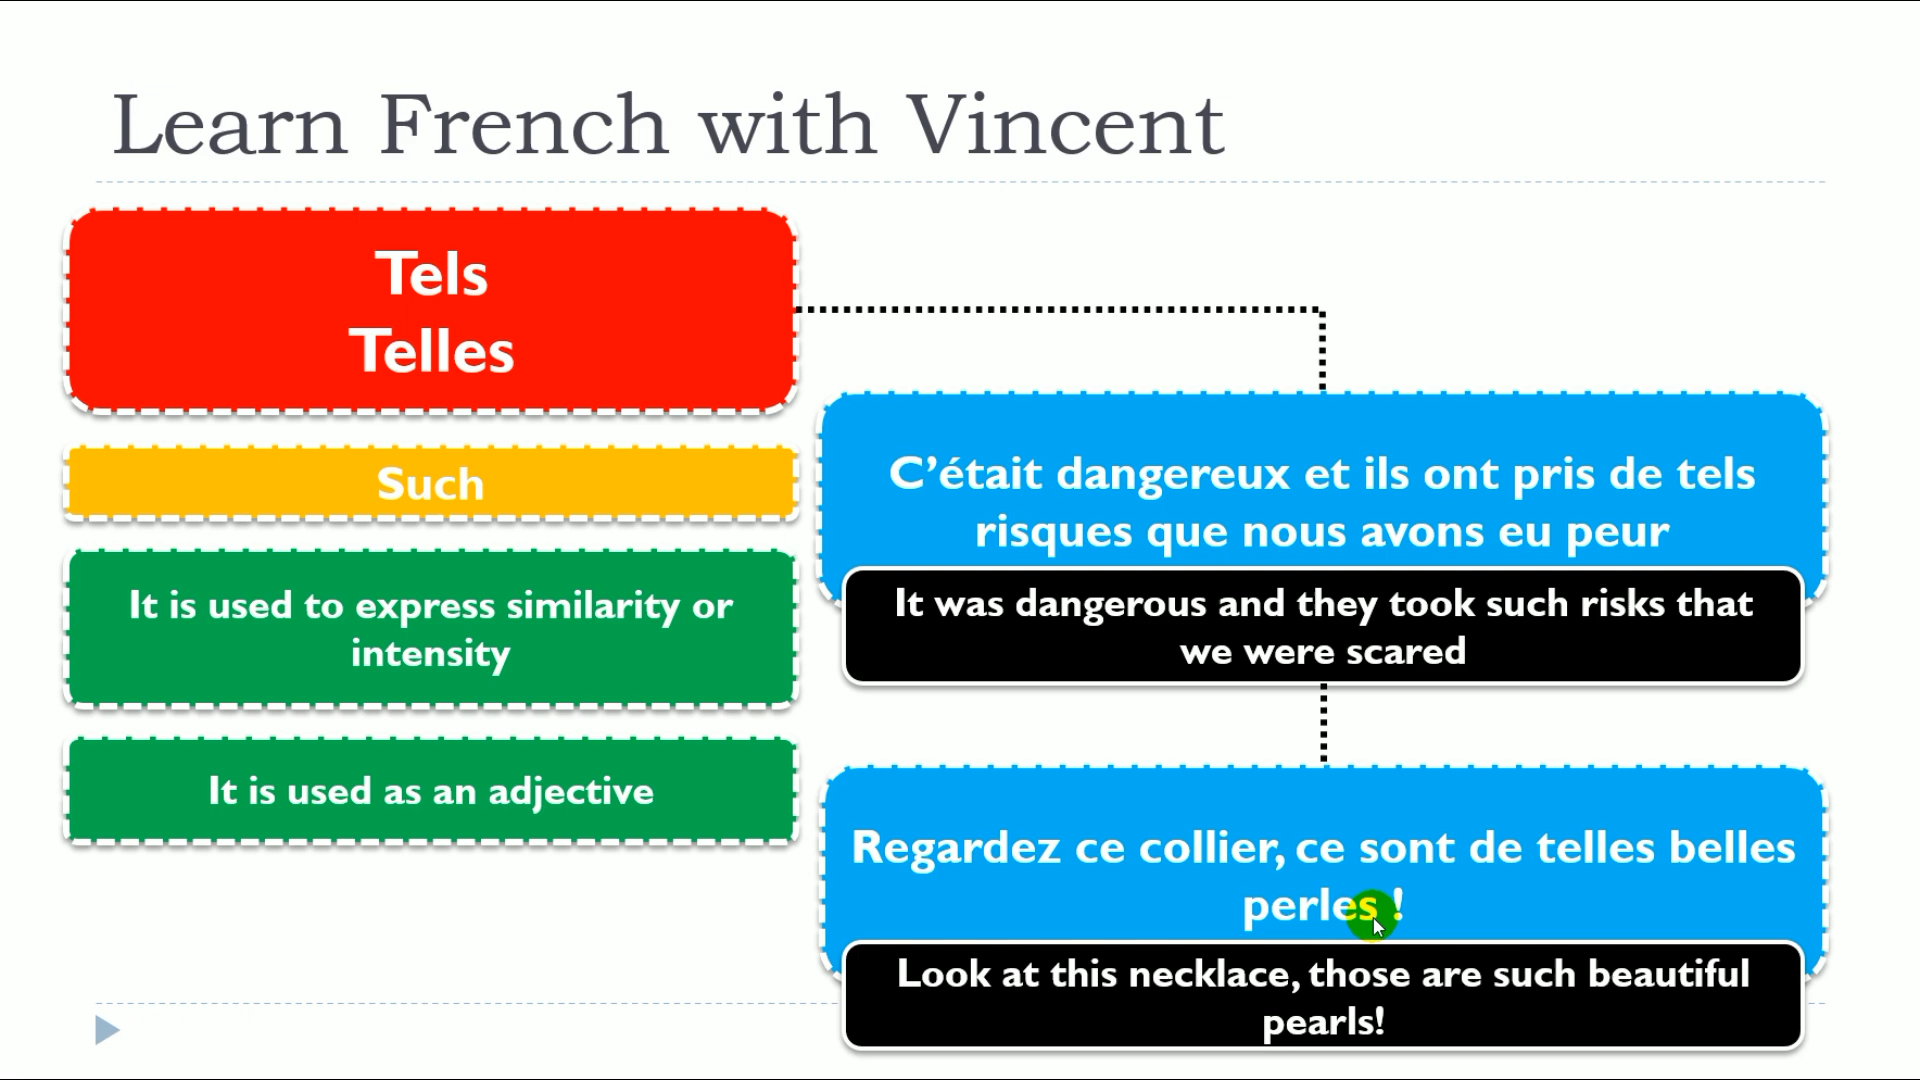 Learn French with Vincent
Tels
Telles
Such
It is used to express similarity or
intensity
It is used as an adjective
C’était dangereux et ils ont pris de tels
risques que nous avons eu peur
It was dangerous and they took such risks that
we were scared
Regardez ce collier, ce sont de telles belles
perles !
Look at this necklace, those are such beautiful
pearls!